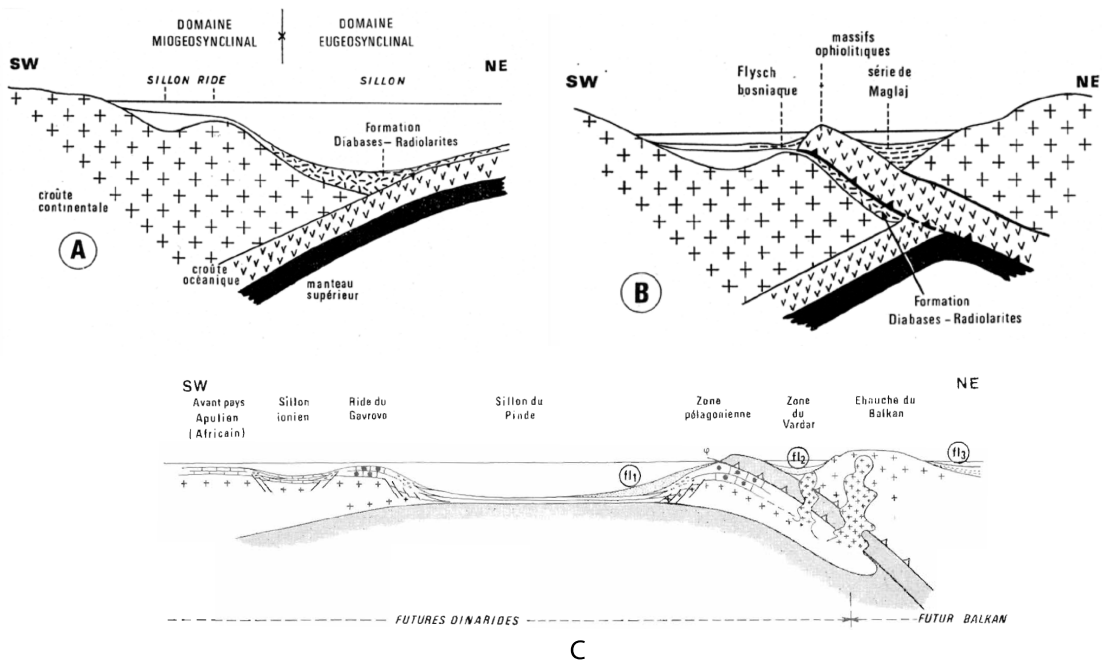 DOMAINE
MIOGEOSYNCLINAL
DOMAINE
EUGEOSYNCLINAL
SW
NE
SILLON RIDE
SILLON
Formation
Diabases – Radiolarites
croûte
continentale
A
croûte
océanique
manteau
supérieur
massifs
ophiolitiques
SW
NE
Flysch
bosniaque
série de
Maglaj
B
Formation
Diabases – Radiolarites
SW
NE
Avant pays
Apulien
(Africain)
Sillon
ionien
Ride du
Gavrovo
Sillon du
Pinde
Zone
pélagonienne
Zone
du
Vardar
Ebauche du
Balkan
fl1
φ
fl2
fl3
FUTURES DINARIDES
FUTUR BALKAN
C